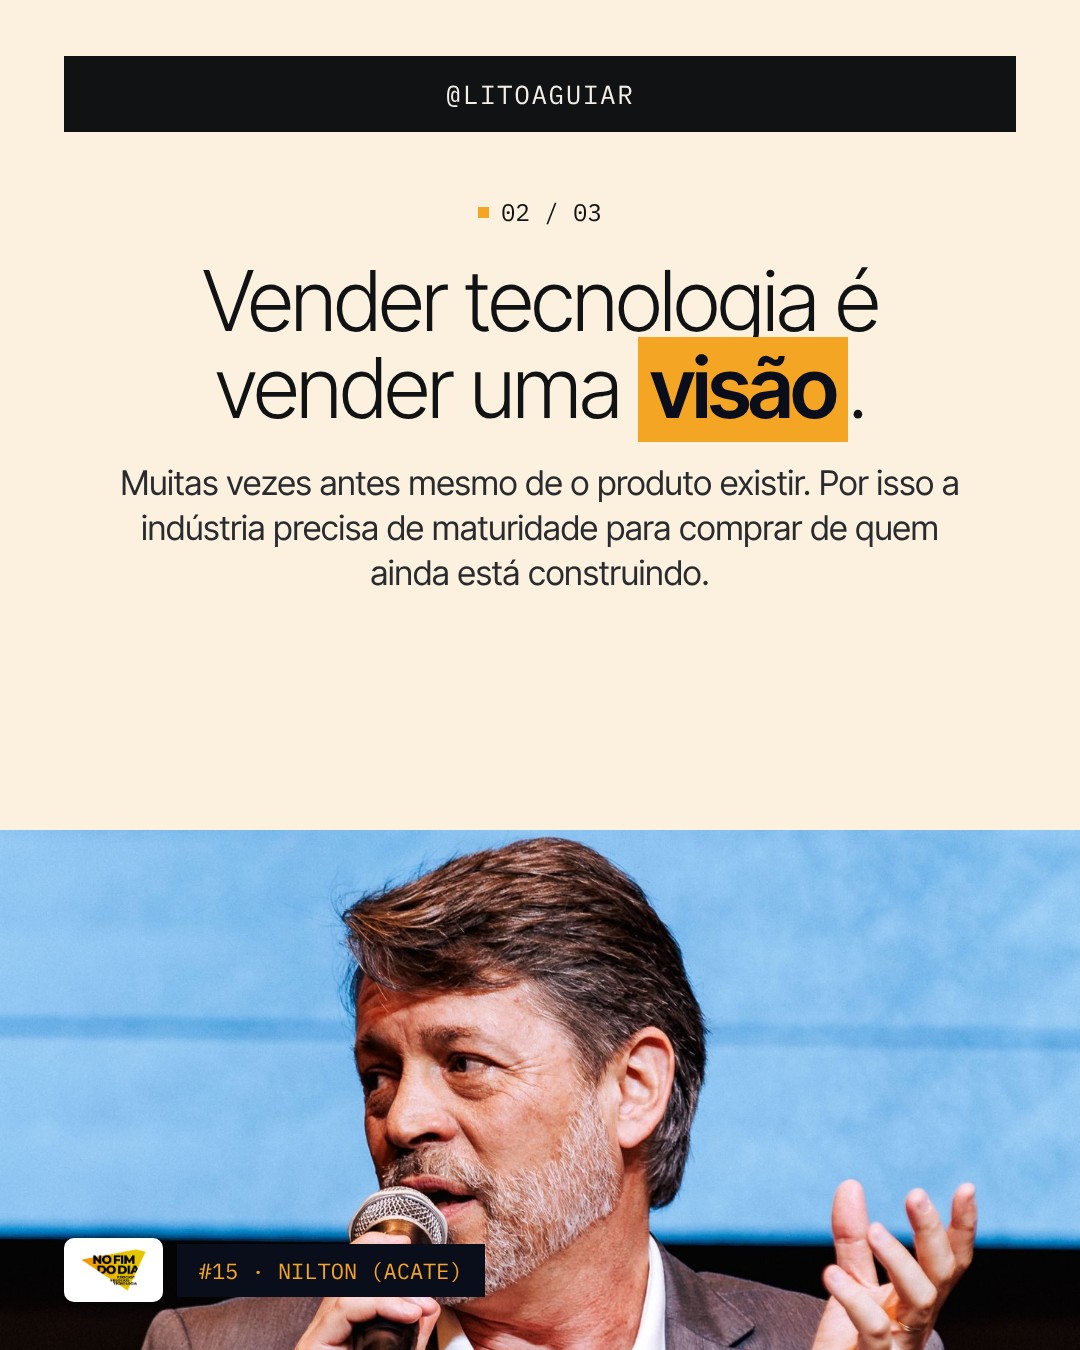 @LITOAGUIAR
02 / 03
Vender tecnologia é
vender uma visão.
Muitas vezes antes mesmo de o produto existir. Por isso a
indústria precisa de maturidade para comprar de quem
ainda está construindo.
NO FIM
DO DIA
#15 · NILTON (ACATE)